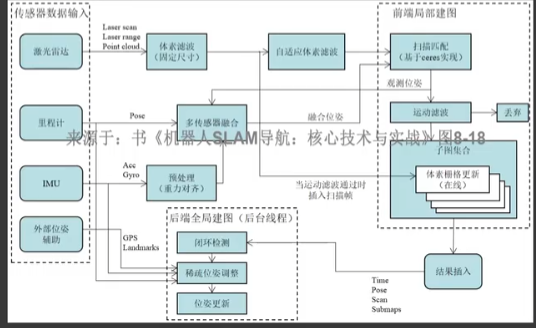 传感器数据输入
前端局部建图
Laser scan
Laser range
Point cloud
激光雷达
体素滤波
(固定尺寸)
自适应体素滤波
扫描匹配
(基于ceres实现)
观测位姿
里程计
Pose
多传感器融合
融合位姿
运动滤波
丢弃
来源于：书《机器人SLAM导航：核心技术与实战》图8-18
子图集合
体素栅格更新
(在线)
IMU
Acc
Gyro
预处理
(重力对齐)
当运动滤波通过时
插入扫描帧
外部位姿
辅助
GPS
Landmarks
后端全局建图（后台线程）
闭环检测
稀疏位姿调整
位姿更新
结果插入
Time
Pose
Scan
Submaps